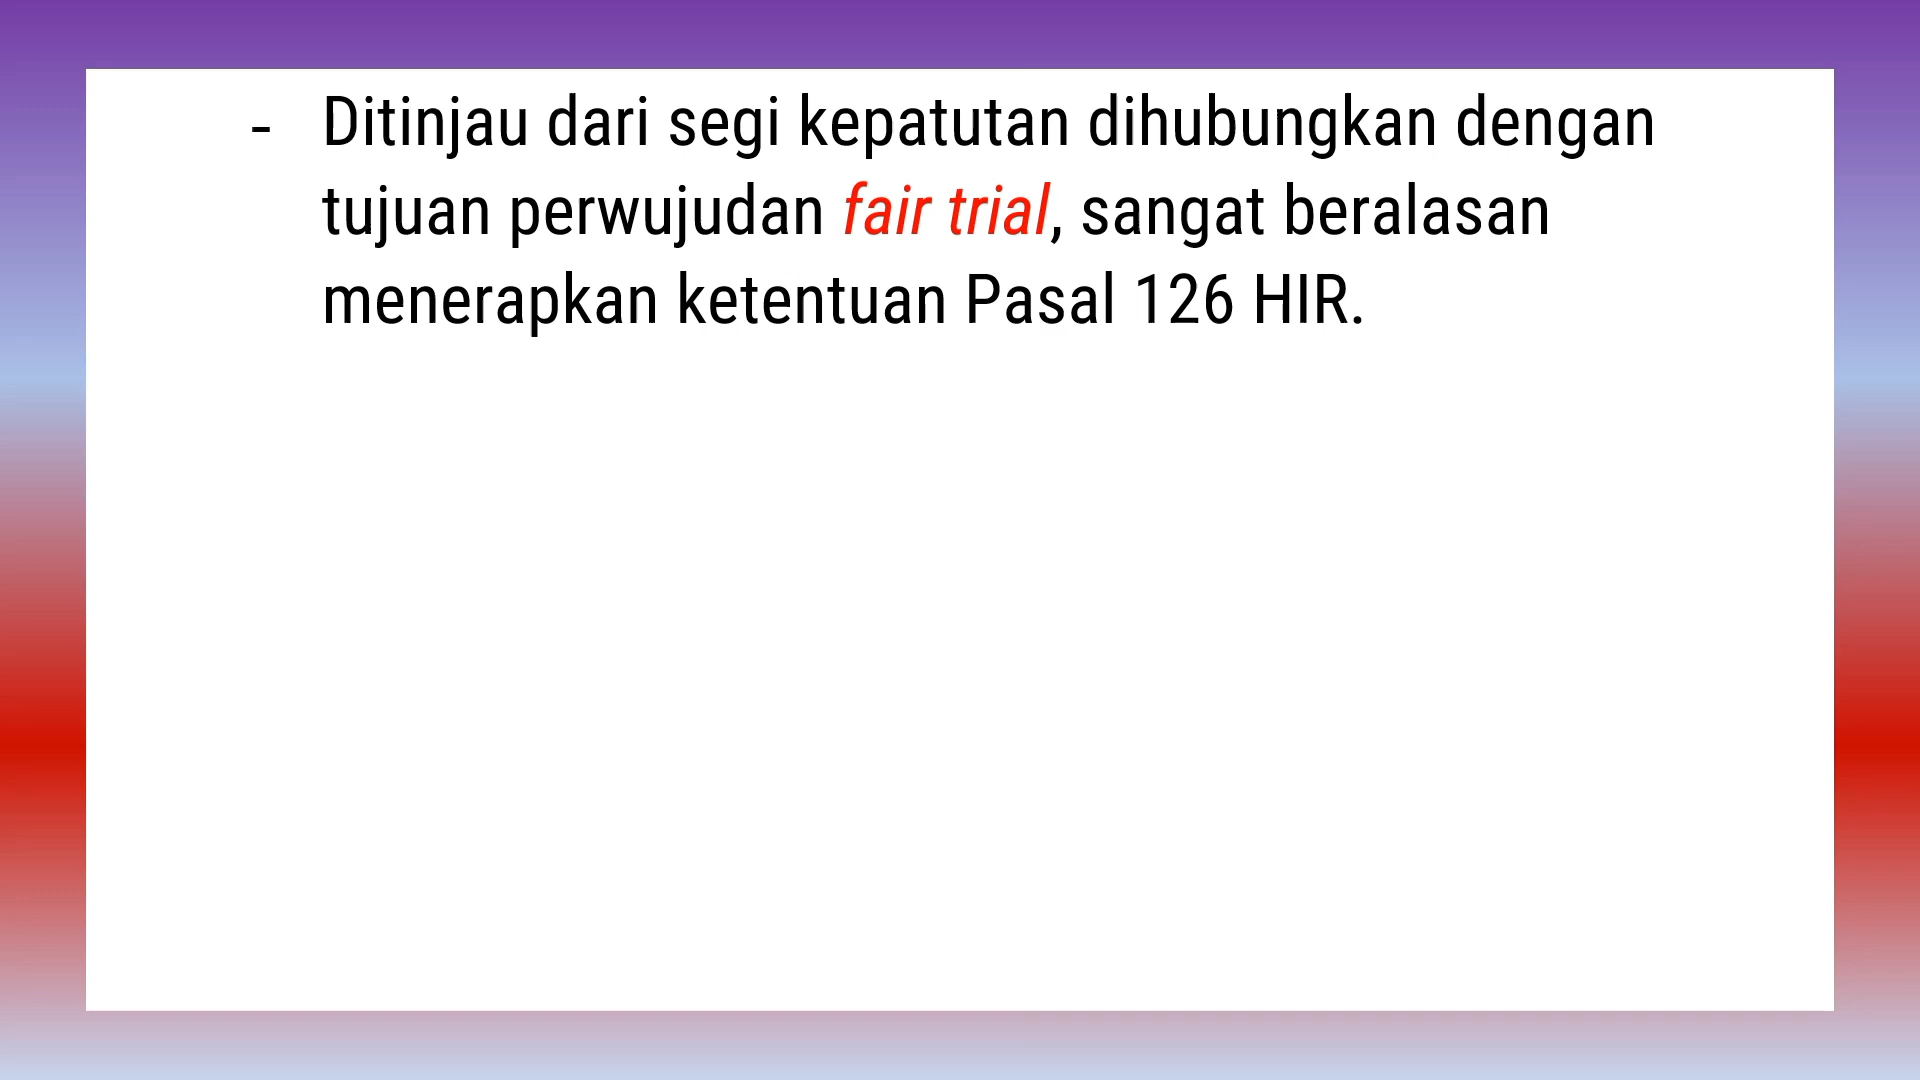 - Ditinjau dari segi kepatutan dihubungkan dengan
tujuan perwujudan fair trial, sangat beralasan
menerapkan ketentuan Pasal 126 HIR.